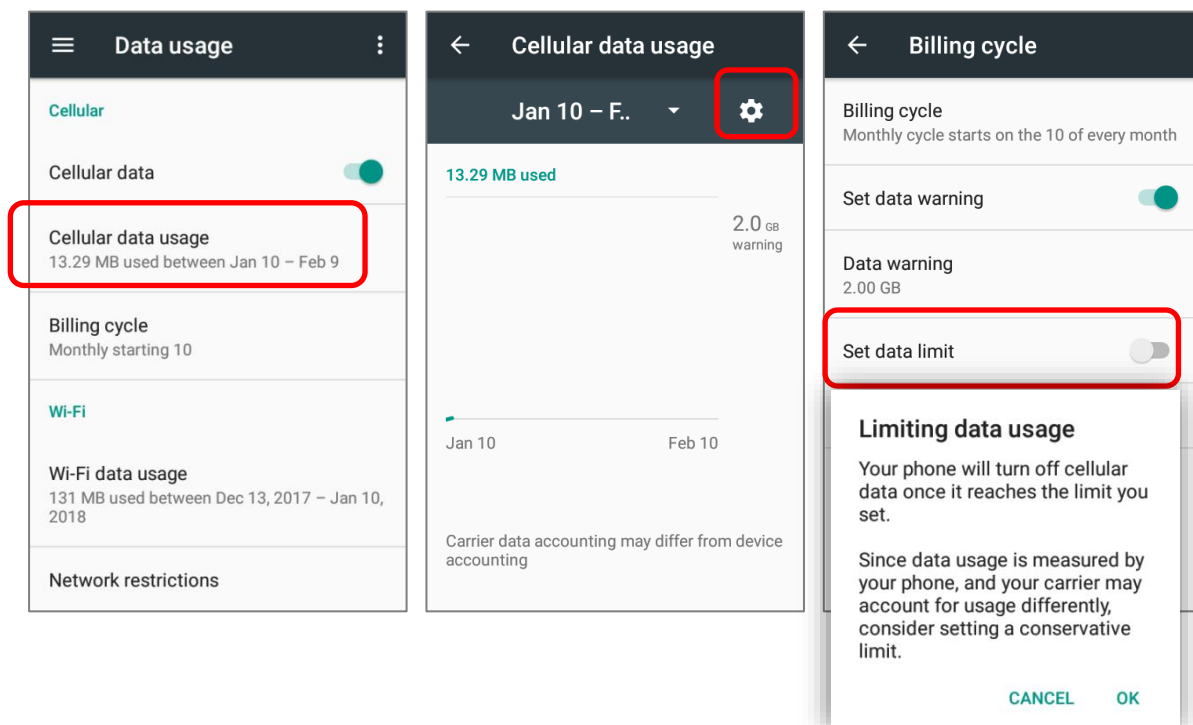 Data usage
Cellular
Cellular data
Cellular data usage
13.29 MB used between Jan 10 – Feb 9
Billing cycle
Monthly starting 10
Wi-Fi
Wi-Fi data usage
131 MB used between Dec 13, 2017 – Jan 10,
2018
Network restrictions
Cellular data usage
Jan 10 – F..
13.29 MB used
2.0 GB
warning
Jan 10 Feb 10
Carrier data accounting may differ from device
accounting
Billing cycle
Billing cycle
Monthly cycle starts on the 10 of every month
Set data warning
Data warning
2.00 GB
Set data limit
Limiting data usage
Your phone will turn off cellular
data once it reaches the limit you
set.
Since data usage is measured by
your phone, and your carrier may
account for usage differently,
consider setting a conservative
limit.
CANCEL OK